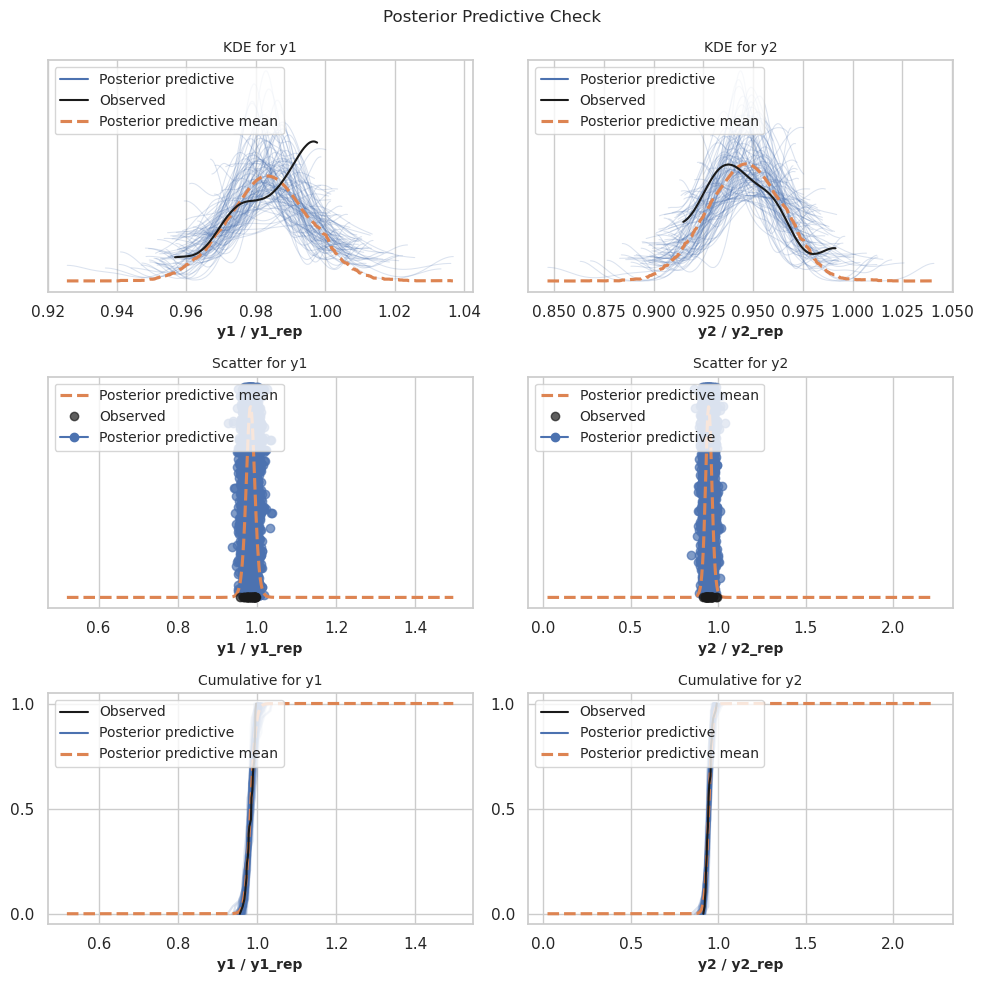 Posterior Predictive Check
KDE for y1
Posterior predictive
Observed
Posterior predictive mean
0.92 0.94 0.96 0.98 1.00 1.02 1.04
y1 / y1_rep
KDE for y2
Posterior predictive
Observed
Posterior predictive mean
0.850 0.875 0.900 0.925 0.950 0.975 1.000 1.025 1.050
y2 / y2_rep
Scatter for y1
Posterior predictive mean
Observed
Posterior predictive
0.6 0.8 1.0 1.2 1.4
y1 / y1_rep
Scatter for y2
Posterior predictive mean
Observed
Posterior predictive
0.0 0.5 1.0 1.5 2.0
y2 / y2_rep
Cumulative for y1
1.0
0.5
0.0
Observed
Posterior predictive
Posterior predictive mean
0.6 0.8 1.0 1.2 1.4
y1 / y1_rep
Cumulative for y2
1.0
0.5
0.0
Observed
Posterior predictive
Posterior predictive mean
0.0 0.5 1.0 1.5 2.0
y2 / y2_rep